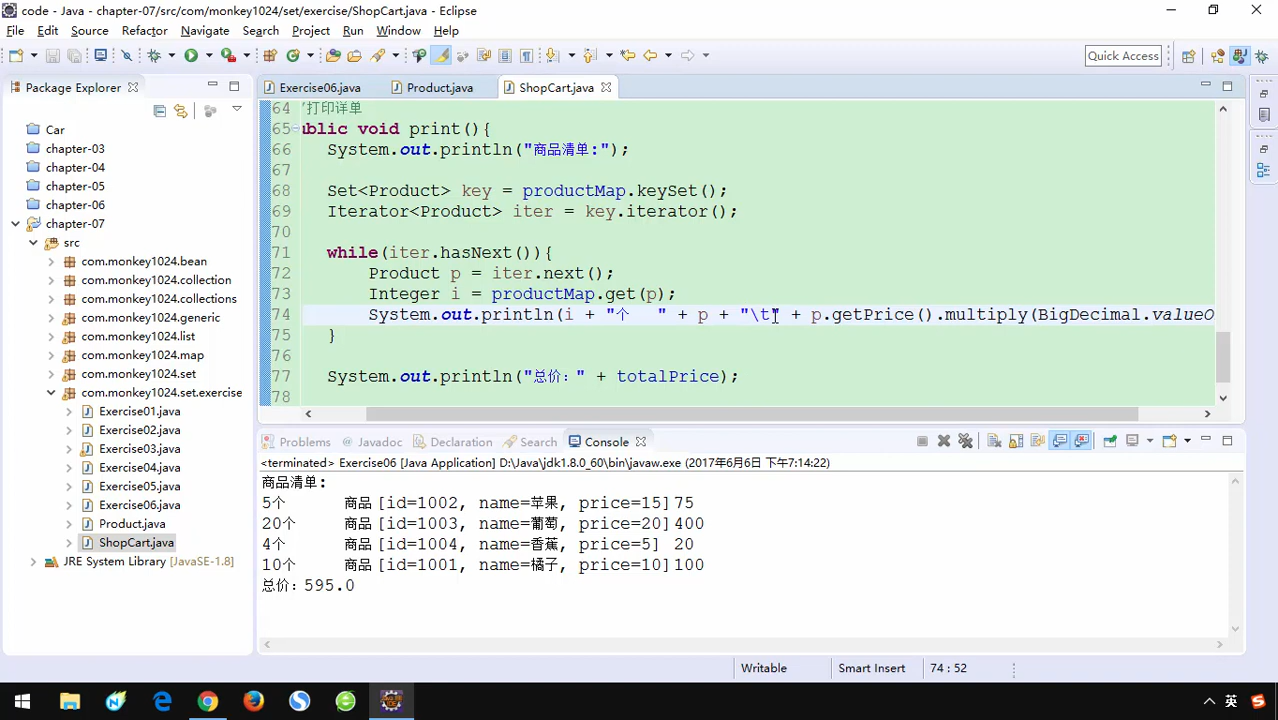 code - Java - chapter-07/src/com/monkey1024/set/exercise/ShopCart.java - Eclipse
File Edit Source Refactor Navigate Search Project Run Window Help
Quick Access
Package Explorer
Car
chapter-03
chapter-04
chapter-05
chapter-06
chapter-07
src
com.monkey1024.bean
com.monkey1024.collection
com.monkey1024.collections
com.monkey1024.generic
com.monkey1024.list
com.monkey1024.map
com.monkey1024.set
com.monkey1024.set.exercise
Exercise01.java
Exercise02.java
Exercise03.java
Exercise04.java
Exercise05.java
Exercise06.java
Product.java
ShopCart.java
JRE System Library [JavaSE-1.8]
Exercise06.java Product.java ShopCart.java
64 /打印详单
65 ublic void print(){
66 System.out.println("商品清单:");
67
68 Set<Product> key = productMap.keySet();
69 Iterator<Product> iter = key.iterator();
70
71 while(iter.hasNext()){
72 Product p = iter.next();
73 Integer i = productMap.get(p);
74 System.out.println(i + "个   " + p + "\t" + p.getPrice().multiply(BigDecimal.valueO
75 }
76
77 System.out.println("总价：" + totalPrice);
78
Problems Javadoc Declaration Search Console
<terminated> Exercise06 [Java Application] D:\Java\jdk1.8.0_60\bin\javaw.exe (2017年6月6日 下午7:14:22)
商品清单:
5个 商品 [id=1002, name=苹果, price=15] 75
20个 商品 [id=1003, name=葡萄, price=20] 400
4个 商品 [id=1004, name=香蕉, price=5] 20
10个 商品 [id=1001, name=橘子, price=10] 100
总价：595.0
Writable Smart Insert 74 : 52
英